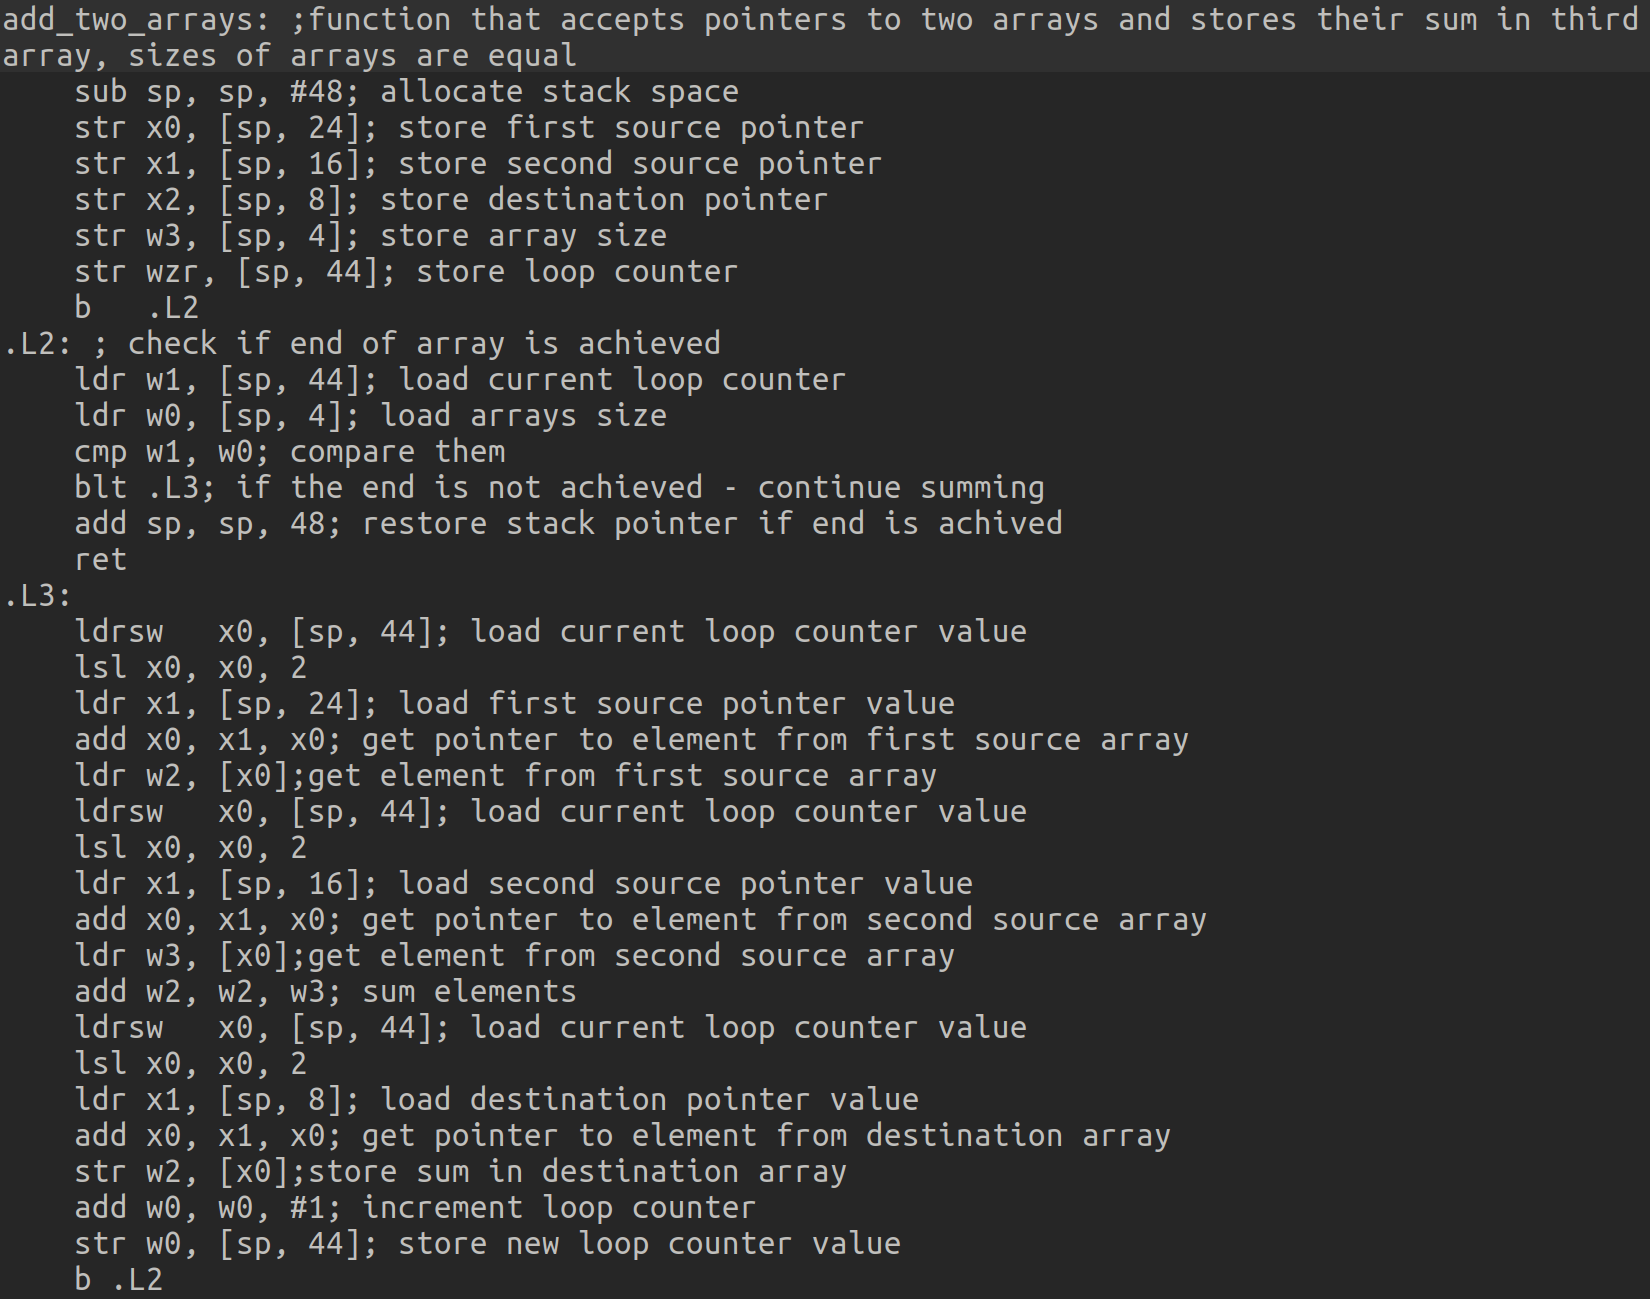 add_two_arrays: ;function that accepts pointers to two arrays and stores their sum in third
array, sizes of arrays are equal
    sub sp, sp, #48; allocate stack space
    str x0, [sp, 24]; store first source pointer
    str x1, [sp, 16]; store second source pointer
    str x2, [sp, 8]; store destination pointer
    str w3, [sp, 4]; store array size
    str wzr, [sp, 44]; store loop counter
    b   .L2
.L2: ; check if end of array is achieved
    ldr w1, [sp, 44]; load current loop counter
    ldr w0, [sp, 4]; load arrays size
    cmp w1, w0; compare them
    blt .L3; if the end is not achieved - continue summing
    add sp, sp, 48; restore stack pointer if end is achived
    ret
.L3:
    ldrsw   x0, [sp, 44]; load current loop counter value
    lsl x0, x0, 2
    ldr x1, [sp, 24]; load first source pointer value
    add x0, x1, x0; get pointer to element from first source array
    ldr w2, [x0];get element from first source array
    ldrsw   x0, [sp, 44]; load current loop counter value
    lsl x0, x0, 2
    ldr x1, [sp, 16]; load second source pointer value
    add x0, x1, x0; get pointer to element from second source array
    ldr w3, [x0];get element from second source array
    add w2, w2, w3; sum elements
    ldrsw   x0, [sp, 44]; load current loop counter value
    lsl x0, x0, 2
    ldr x1, [sp, 8]; load destination pointer value
    add x0, x1, x0; get pointer to element from destination array
    str w2, [x0];store sum in destination array
    add w0, w0, #1; increment loop counter
    str w0, [sp, 44]; store new loop counter value
    b .L2